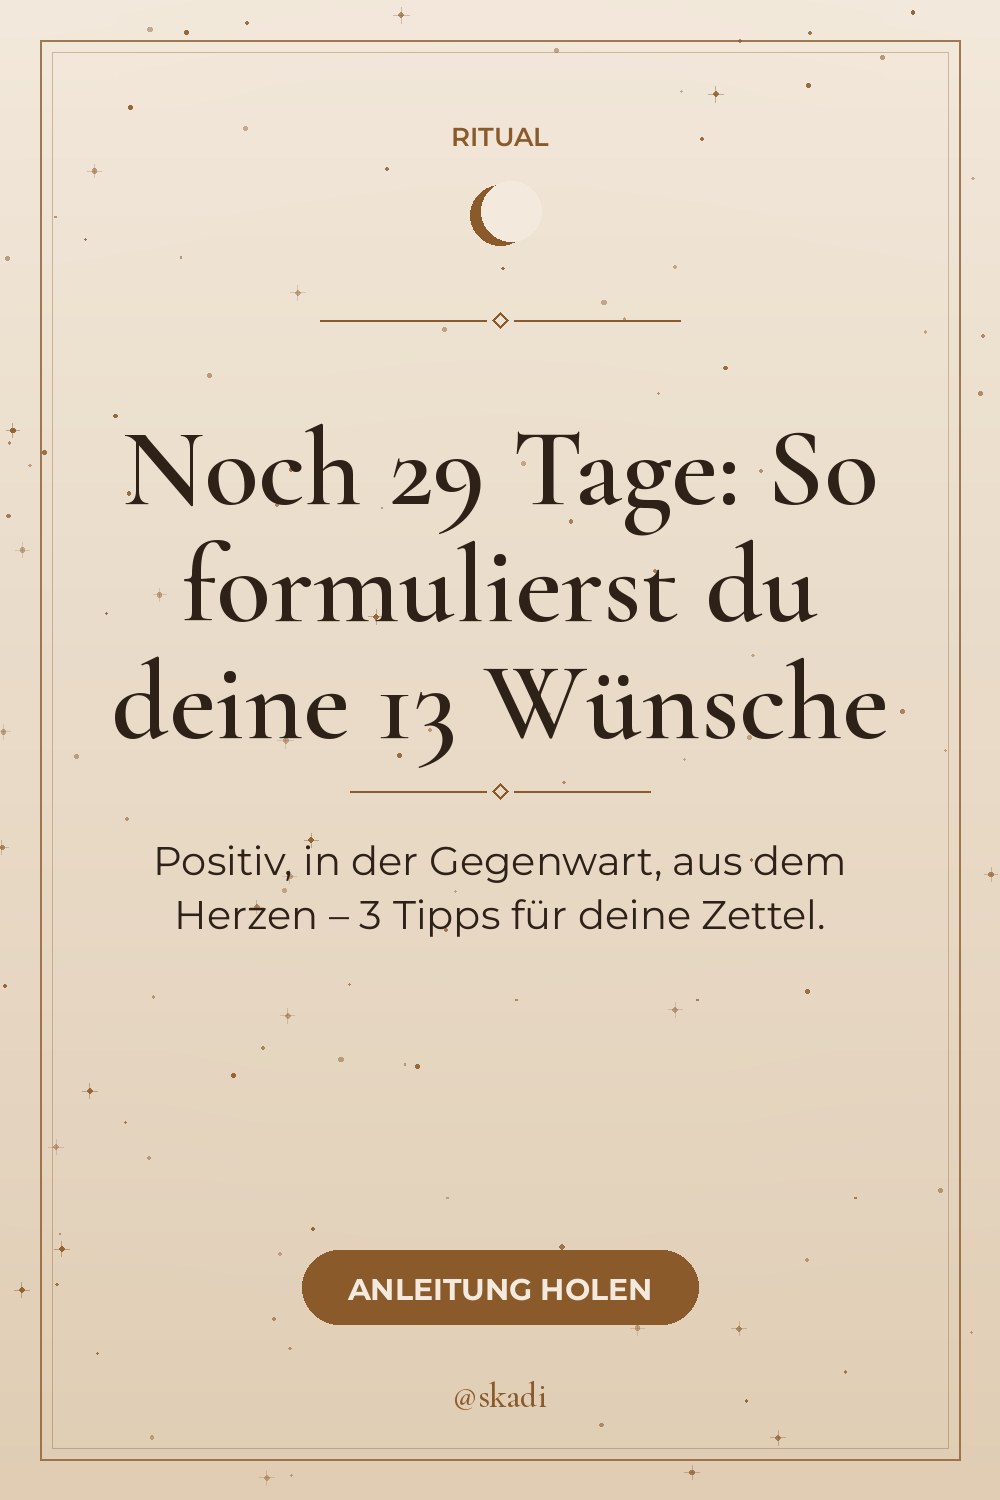 RITUAL
Noch 29 Tage: So
formulierst du
deine 13 Wünsche
Positiv, in der Gegenwart, aus dem
Herzen – 3 Tipps für deine Zettel.
ANLEITUNG HOLEN
@skadi